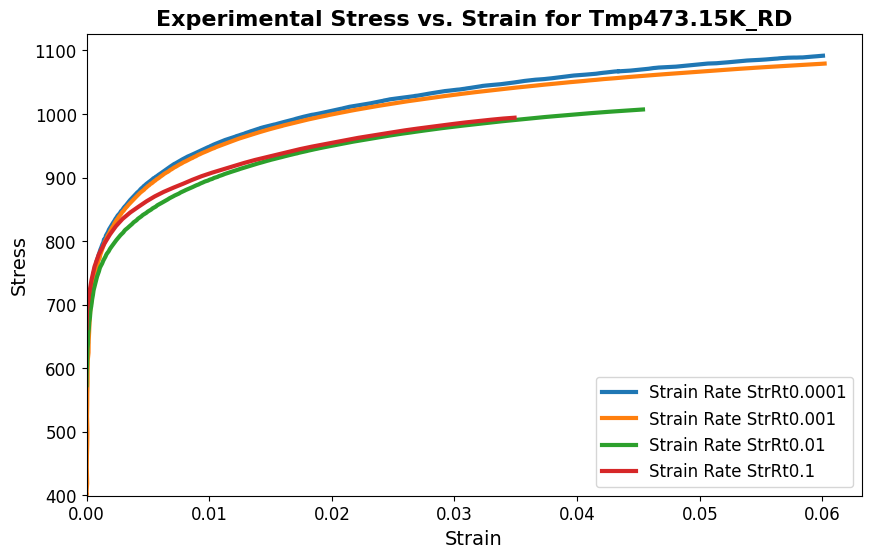 Experimental Stress vs. Strain for Tmp473.15K_RD
Stress
1100
1000
900
800
700
600
500
400
0.00
0.01
0.02
0.03
0.04
0.05
0.06
Strain
Strain Rate StrRt0.0001
Strain Rate StrRt0.001
Strain Rate StrRt0.01
Strain Rate StrRt0.1